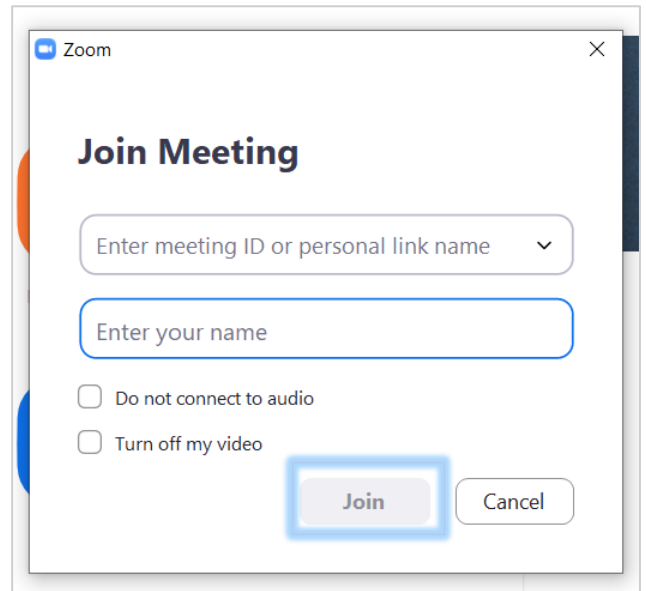 Zoom
Join Meeting
Enter meeting ID or personal link name
Enter your name
Do not connect to audio
Turn off my video
Join
Cancel